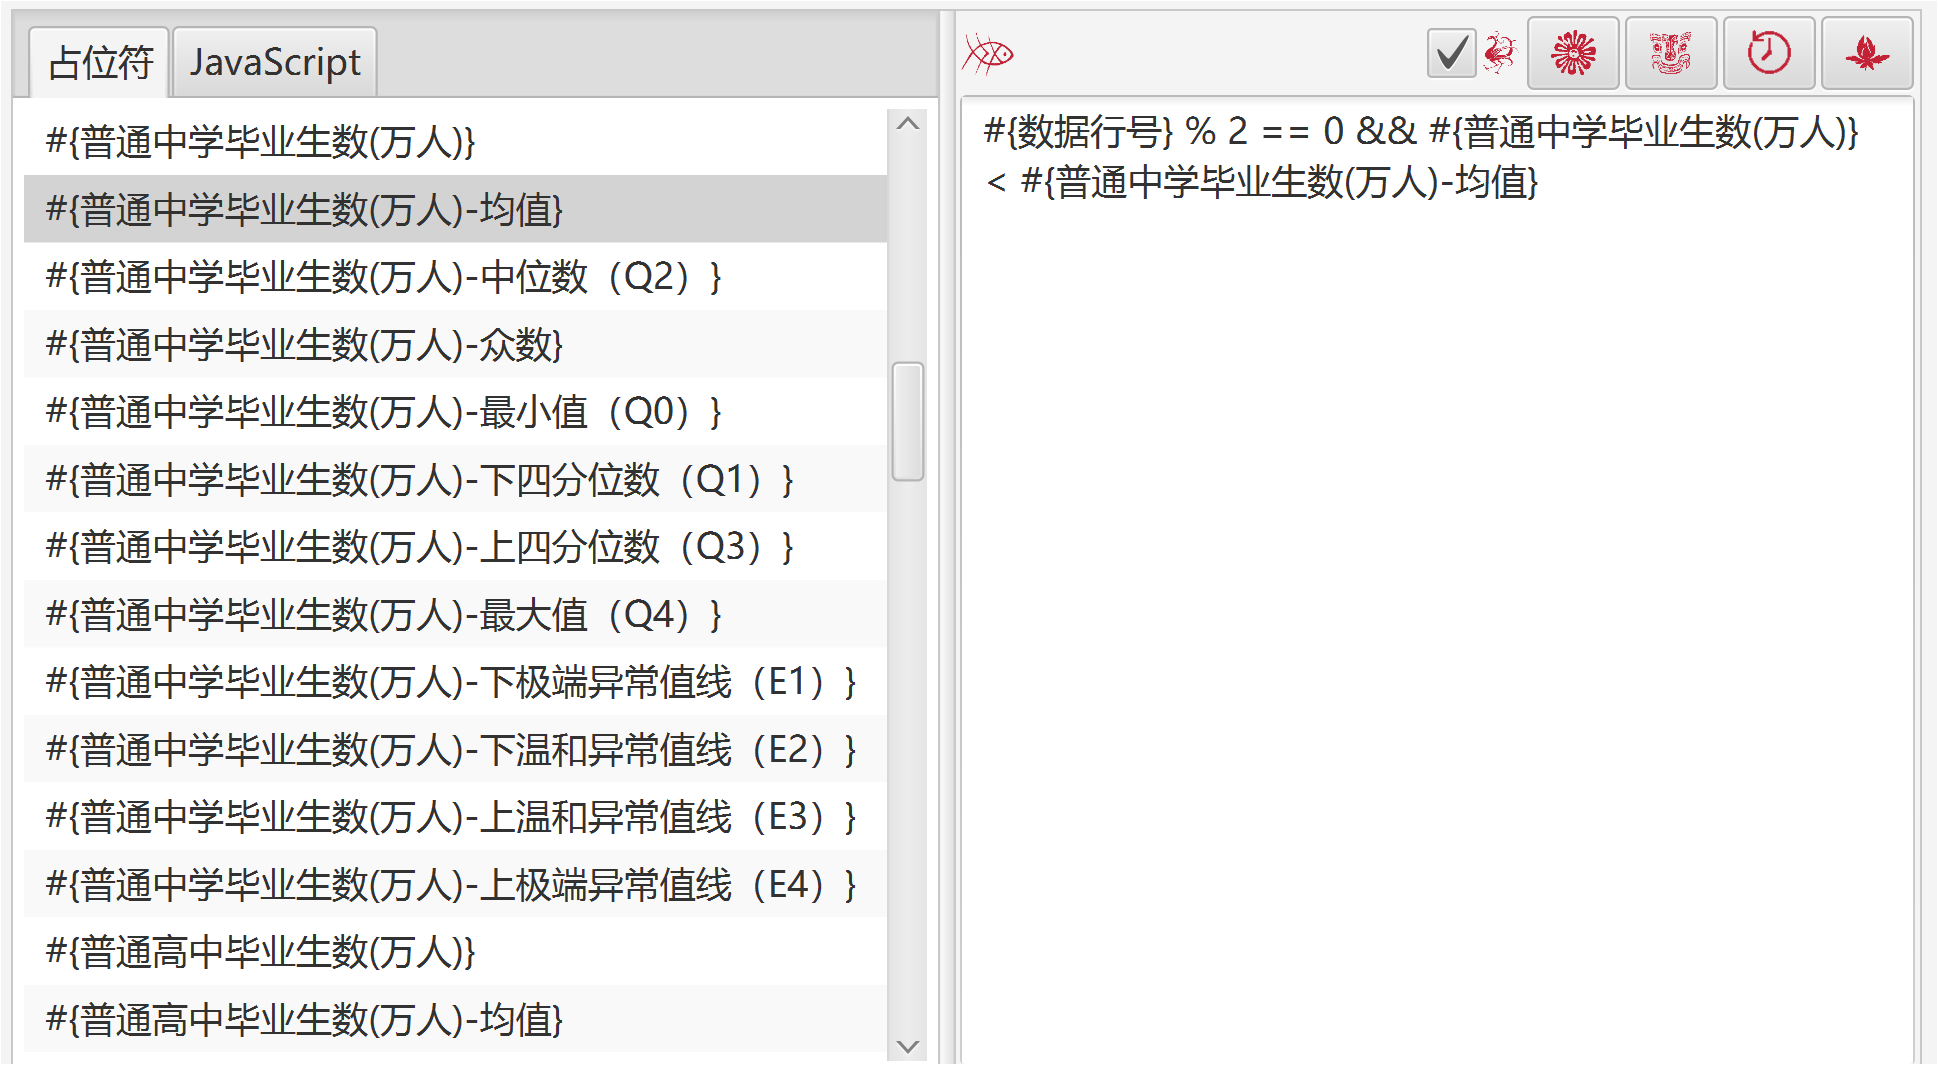 占位符
JavaScript
#{普通中学毕业生数(万人)}
#{普通中学毕业生数(万人)-均值}
#{普通中学毕业生数(万人)-中位数（Q2）}
#{普通中学毕业生数(万人)-众数}
#{普通中学毕业生数(万人)-最小值（Q0）}
#{普通中学毕业生数(万人)-下四分位数（Q1）}
#{普通中学毕业生数(万人)-上四分位数（Q3）}
#{普通中学毕业生数(万人)-最大值（Q4）}
#{普通中学毕业生数(万人)-下极端异常值线（E1）}
#{普通中学毕业生数(万人)-下温和异常值线（E2）}
#{普通中学毕业生数(万人)-上温和异常值线（E3）}
#{普通中学毕业生数(万人)-上极端异常值线（E4）}
#{普通高中毕业生数(万人)}
#{普通高中毕业生数(万人)-均值}
#{数据行号} % 2 == 0 && #{普通中学毕业生数(万人)}
< #{普通中学毕业生数(万人)-均值}